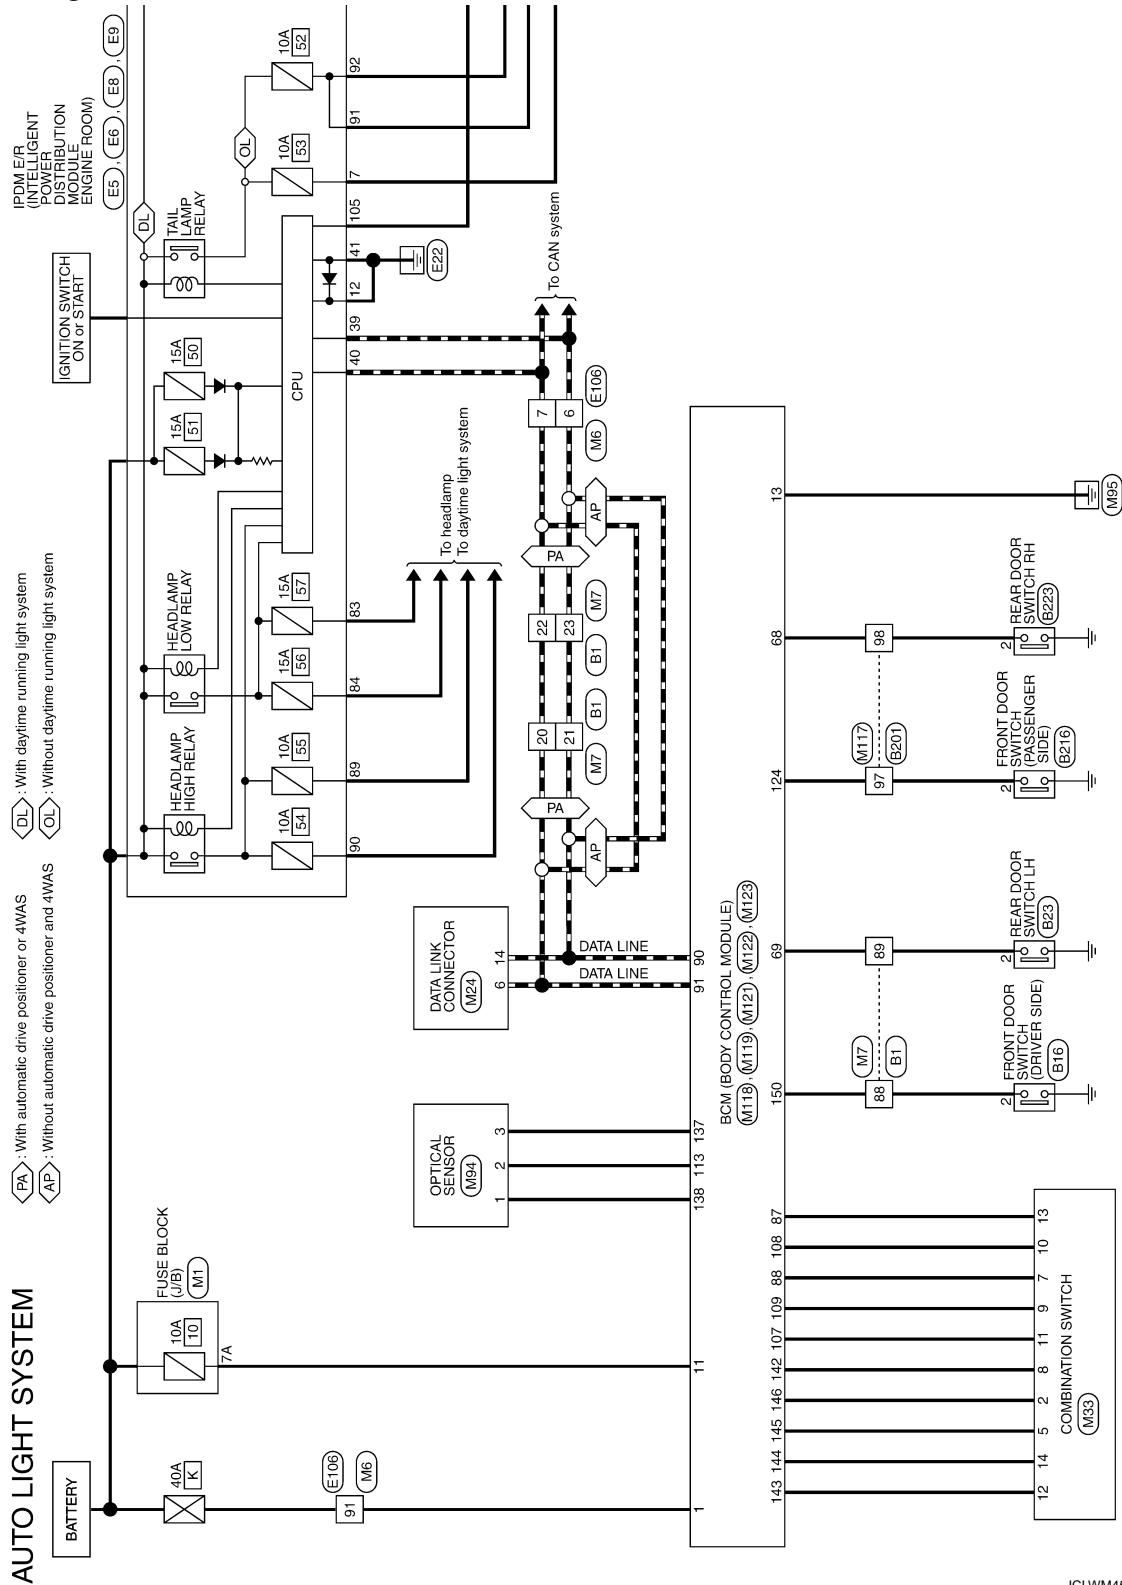 AUTO LIGHT SYSTEM
PA : With automatic drive positioner or 4WAS
AP : Without automatic drive positioner and 4WAS
DL : With daytime running light system
OL : Without daytime running light system
BATTERY
IGNITION SWITCH
ON or START
IPDM E/R
(INTELLIGENT
POWER
DISTRIBUTION
MODULE
ENGINE ROOM)
E5 , E6 , E8 , E9
40A
K
E106
M6
91
1
FUSE BLOCK
(J/B)
M1
10A
10
7A
11
HEADLAMP
HIGH RELAY
HEADLAMP
LOW RELAY
15A
51
15A
50
TAIL
LAMP
RELAY
DL
OL
CPU
10A
54
10A
55
15A
56
15A
57
10A
53
10A
52
90
89
84
83
40
39
12
41
105
7
91
92
E22
To headlamp
To daytime light system
To CAN system
OPTICAL
SENSOR
M94
1
2
3
138
113
137
DATA LINK
CONNECTOR
M24
6
14
DATA LINE
DATA LINE
91
90
AP
PA
M7
B1
20
21
B1
M7
22
23
PA
AP
M6
E106
7
6
BCM (BODY CONTROL MODULE)
M118 , M119 , M121 , M122 , M123
143
144
145
146
142
107
109
88
108
87
150
69
124
68
13
12
14
5
2
8
11
9
7
10
13
COMBINATION SWITCH
M33
M7
B1
88
89
M117
B201
97
98
2
FRONT DOOR
SWITCH
(DRIVER SIDE)
B16
2
REAR DOOR
SWITCH LH
B23
2
FRONT DOOR
SWITCH
(PASSENGER
SIDE)
B216
2
REAR DOOR
SWITCH RH
B223
M95